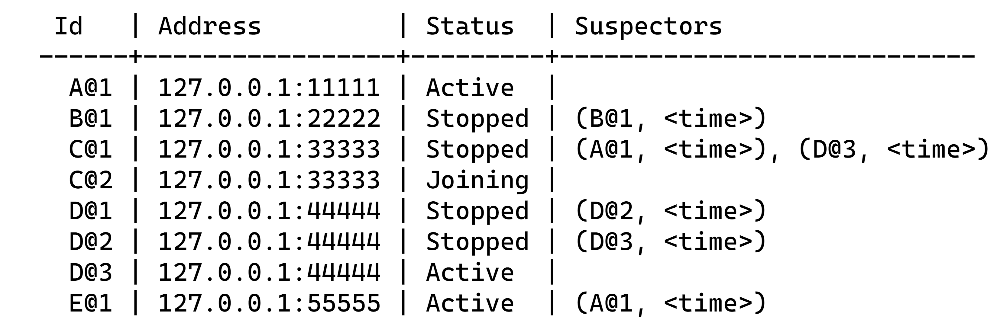 Id | Address | Status | Suspectors
------+-----------------+---------+----------------------------
A@1 | 127.0.0.1:11111 | Active |
B@1 | 127.0.0.1:22222 | Stopped | (B@1, <time>)
C@1 | 127.0.0.1:33333 | Stopped | (A@1, <time>), (D@3, <time>)
C@2 | 127.0.0.1:33333 | Joining |
D@1 | 127.0.0.1:44444 | Stopped | (D@2, <time>)
D@2 | 127.0.0.1:44444 | Stopped | (D@3, <time>)
D@3 | 127.0.0.1:44444 | Active |
E@1 | 127.0.0.1:55555 | Active | (A@1, <time>)